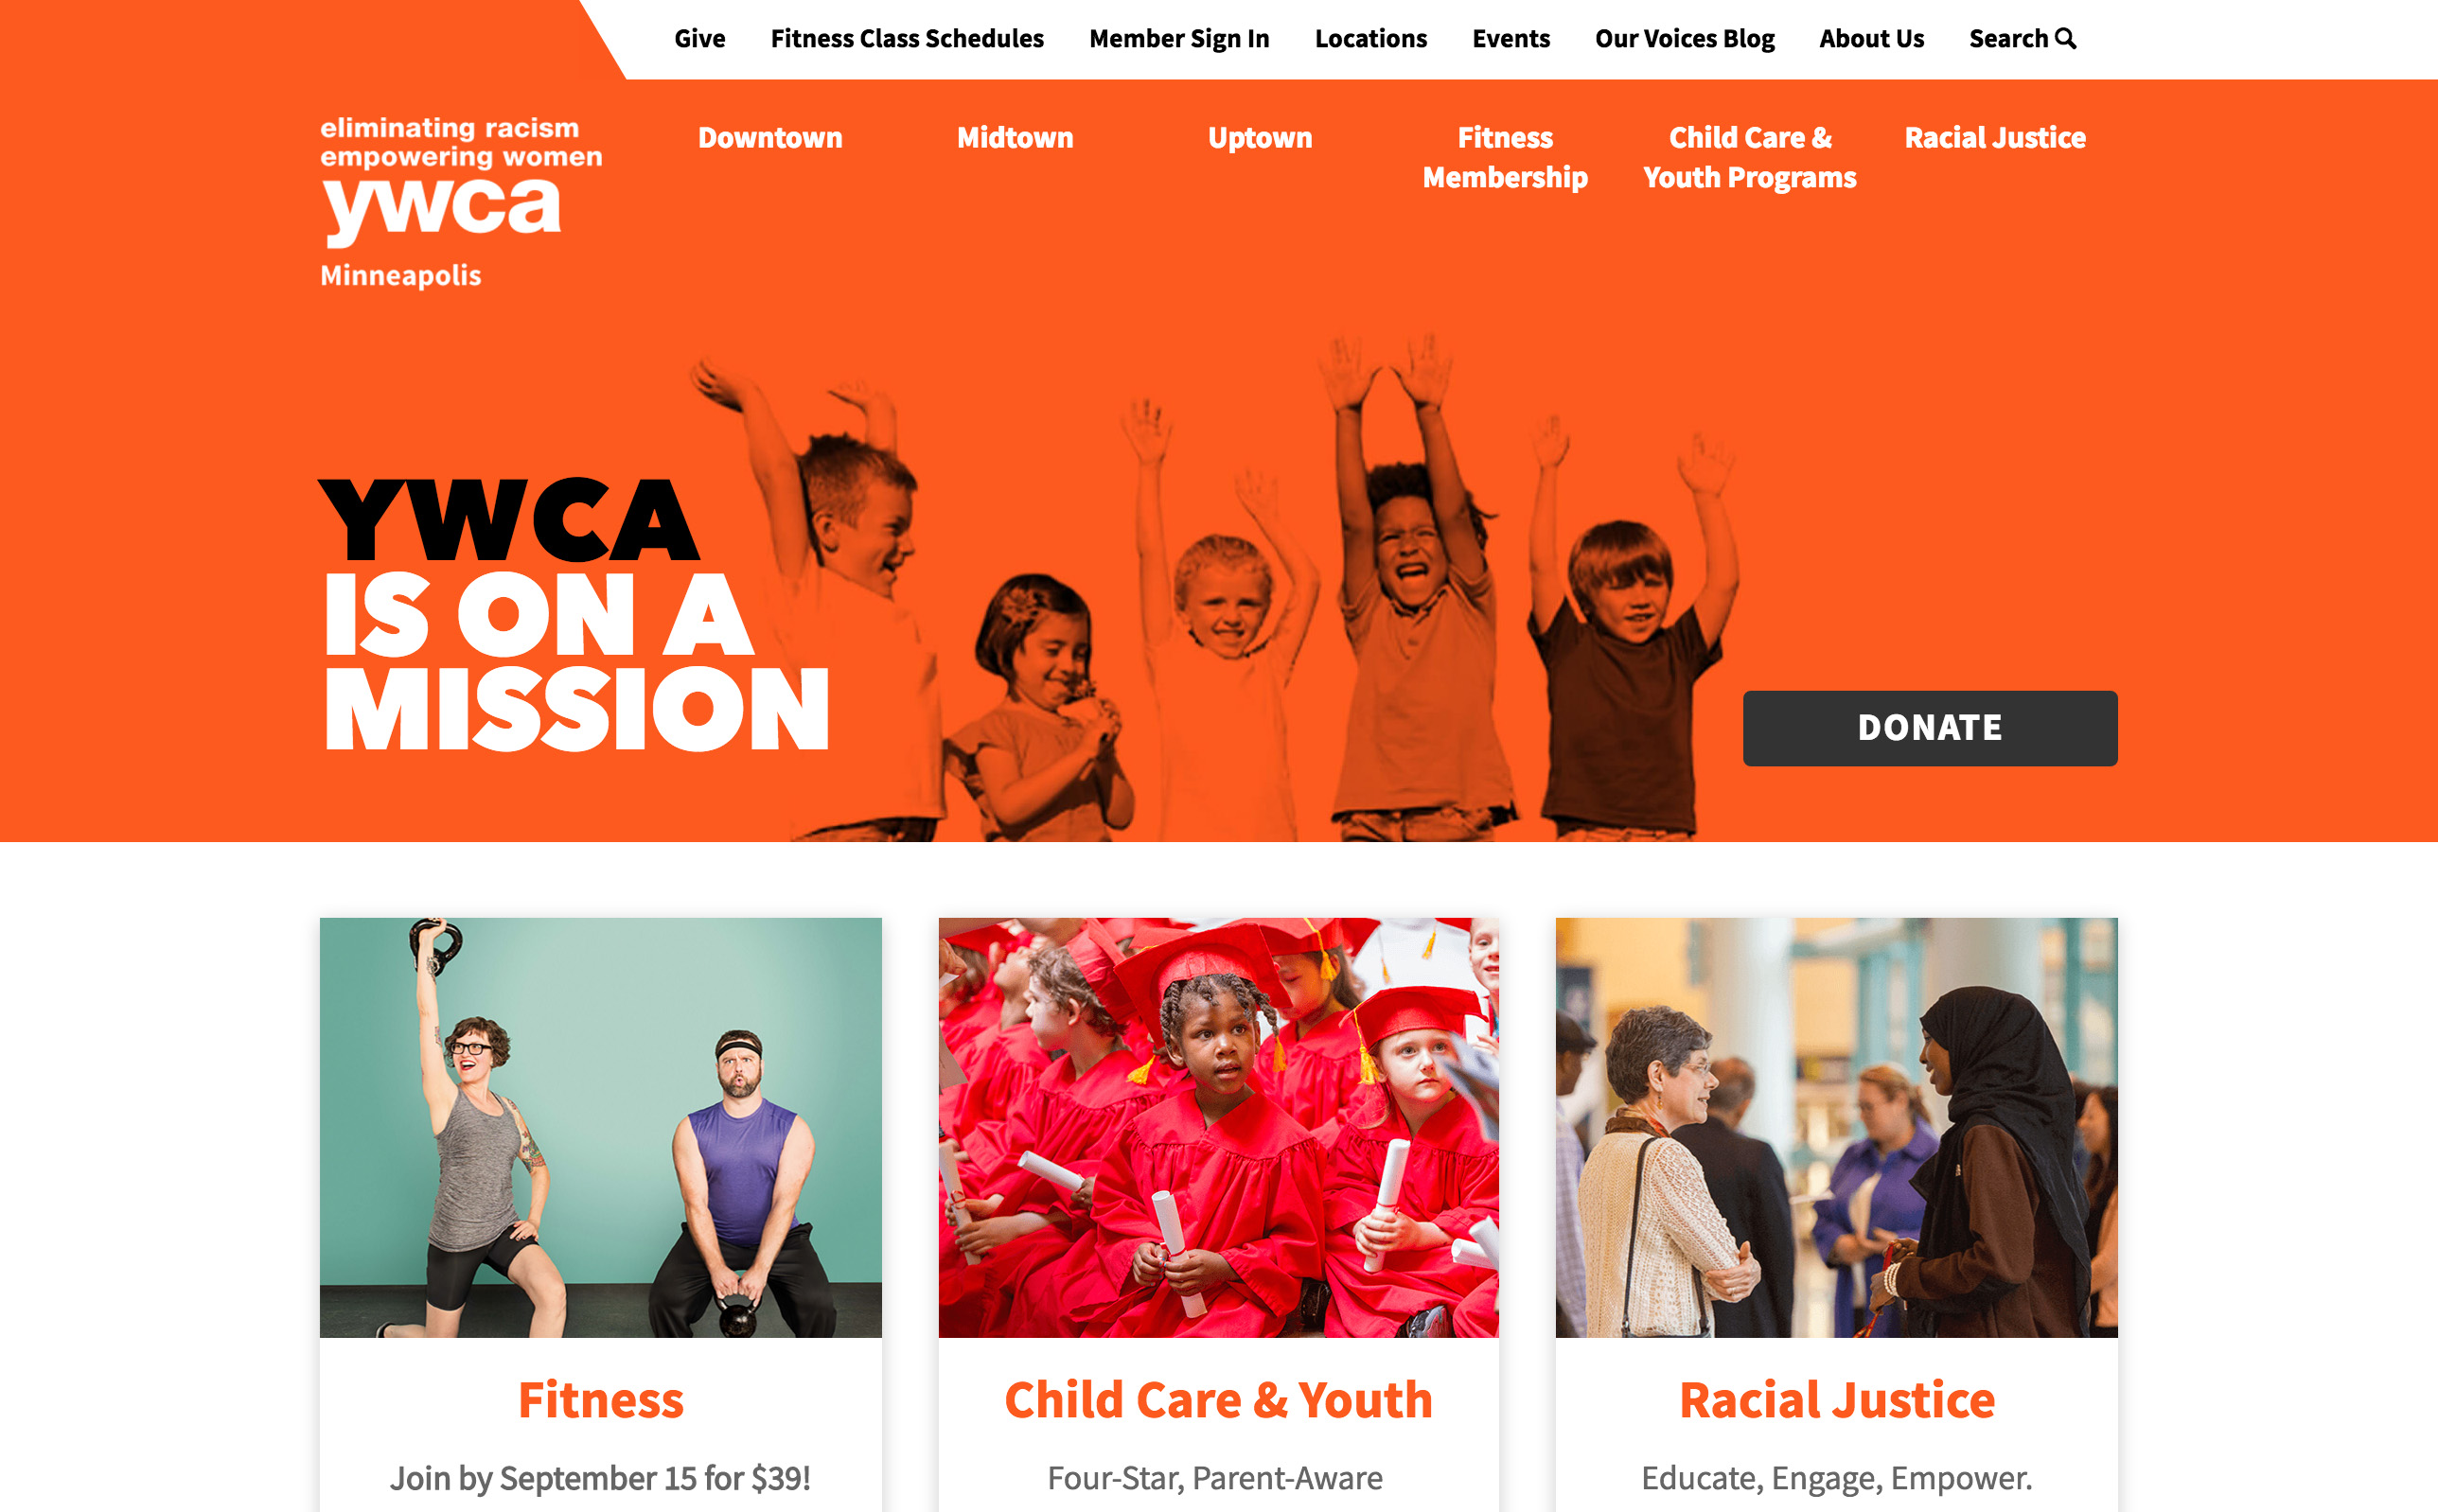 Give Fitness Class Schedules Member Sign In Locations Events Our Voices Blog About Us Search
eliminating racism
empowering women
ywca
Minneapolis
Downtown Midtown Uptown Fitness Membership Child Care & Youth Programs Racial Justice
YWCA
IS ON A
MISSION
DONATE
Fitness
Join by September 15 for $39!
Child Care & Youth
Four-Star, Parent-Aware
Racial Justice
Educate, Engage, Empower.